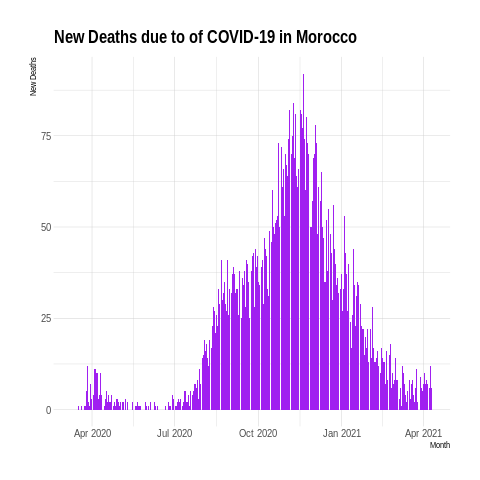 New Deaths due to of COVID-19 in Morocco
New Deaths
75
50
25
0
Apr 2020 Jul 2020 Oct 2020 Jan 2021 Apr 2021
Month